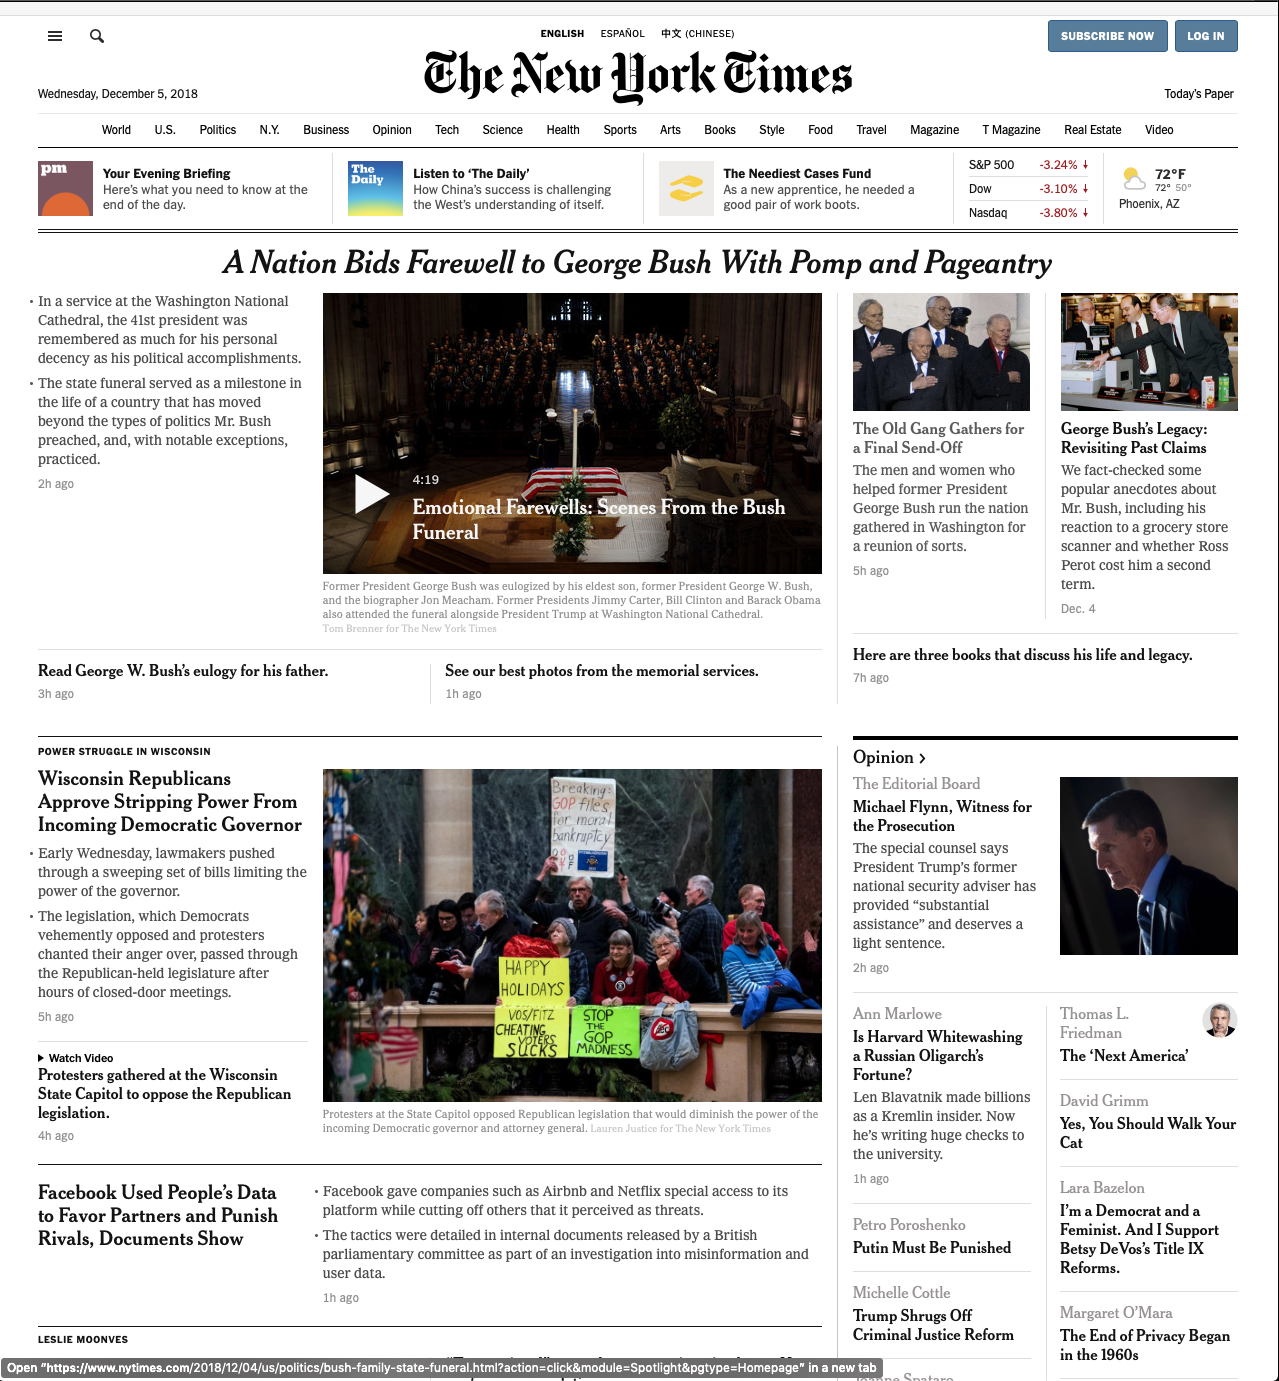 ENGLISH ESPAÑOL 中文 (CHINESE)
SUBSCRIBE NOW LOG IN
The New York Times
Wednesday, December 5, 2018
Today's Paper
World U.S. Politics N.Y. Business Opinion Tech Science Health Sports Arts Books Style Food Travel Magazine T Magazine Real Estate Video
pm
Your Evening Briefing
Here's what you need to know at the
end of the day.
The
Daily
Listen to 'The Daily'
How China's success is challenging
the West's understanding of itself.
The Neediest Cases Fund
As a new apprentice, he needed a
good pair of work boots.
S&P 500 -3.24% ↓
Dow -3.10% ↓
Nasdaq -3.80% ↓
72°F
72° 50°
Phoenix, AZ
A Nation Bids Farewell to George Bush With Pomp and Pageantry
• In a service at the Washington National
Cathedral, the 41st president was
remembered as much for his personal
decency as his political accomplishments.
• The state funeral served as a milestone in
the life of a country that has moved
beyond the types of politics Mr. Bush
preached, and, with notable exceptions,
practiced.
2h ago
4:19
Emotional Farewells: Scenes From the Bush
Funeral
Former President George Bush was eulogized by his eldest son, former President George W. Bush,
and the biographer Jon Meacham. Former Presidents Jimmy Carter, Bill Clinton and Barack Obama
also attended the funeral alongside President Trump at Washington National Cathedral.
Tom Brenner for The New York Times
Read George W. Bush's eulogy for his father.
3h ago
See our best photos from the memorial services.
1h ago
The Old Gang Gathers for
a Final Send-Off
The men and women who
helped former President
George Bush run the nation
gathered in Washington for
a reunion of sorts.
5h ago
George Bush's Legacy:
Revisiting Past Claims
We fact-checked some
popular anecdotes about
Mr. Bush, including his
reaction to a grocery store
scanner and whether Ross
Perot cost him a second
term.
Dec. 4
Here are three books that discuss his life and legacy.
7h ago
POWER STRUGGLE IN WISCONSIN
Wisconsin Republicans
Approve Stripping Power From
Incoming Democratic Governor
• Early Wednesday, lawmakers pushed
through a sweeping set of bills limiting the
power of the governor.
• The legislation, which Democrats
vehemently opposed and protesters
chanted their anger over, passed through
the Republican-held legislature after
hours of closed-door meetings.
5h ago
Watch Video
Protesters gathered at the Wisconsin
State Capitol to oppose the Republican
legislation.
4h ago
Breaking:
GOP files
for moral
bankruptcy
HAPPY
HOLIDAYS
VOS/FITZ
CHEATING
VOTERS
SUCKS
STOP
THE
GOP
MADNESS
Protesters at the State Capitol opposed Republican legislation that would diminish the power of the
incoming Democratic governor and attorney general. Lauren Justice for The New York Times
Facebook Used People's Data
to Favor Partners and Punish
Rivals, Documents Show
• Facebook gave companies such as Airbnb and Netflix special access to its
platform while cutting off others that it perceived as threats.
• The tactics were detailed in internal documents released by a British
parliamentary committee as part of an investigation into misinformation and
user data.
1h ago
LESLIE MOONVES
Opinion >
The Editorial Board
Michael Flynn, Witness for
the Prosecution
The special counsel says
President Trump's former
national security adviser has
provided “substantial
assistance” and deserves a
light sentence.
2h ago
Ann Marlowe
Is Harvard Whitewashing
a Russian Oligarch's
Fortune?
Len Blavatnik made billions
as a Kremlin insider. Now
he's writing huge checks to
the university.
1h ago
Petro Poroshenko
Putin Must Be Punished
Michelle Cottle
Trump Shrugs Off
Criminal Justice Reform
Thomas L.
Friedman
The 'Next America'
David Grimm
Yes, You Should Walk Your
Cat
Lara Bazelon
I'm a Democrat and a
Feminist. And I Support
Betsy DeVos's Title IX
Reforms.
Margaret O'Mara
The End of Privacy Began
in the 1960s
Open “https://www.nytimes.com/2018/12/04/us/politics/bush-family-state-funeral.html?action=click&module=Spotlight&pgtype=Homepage” in a new tab